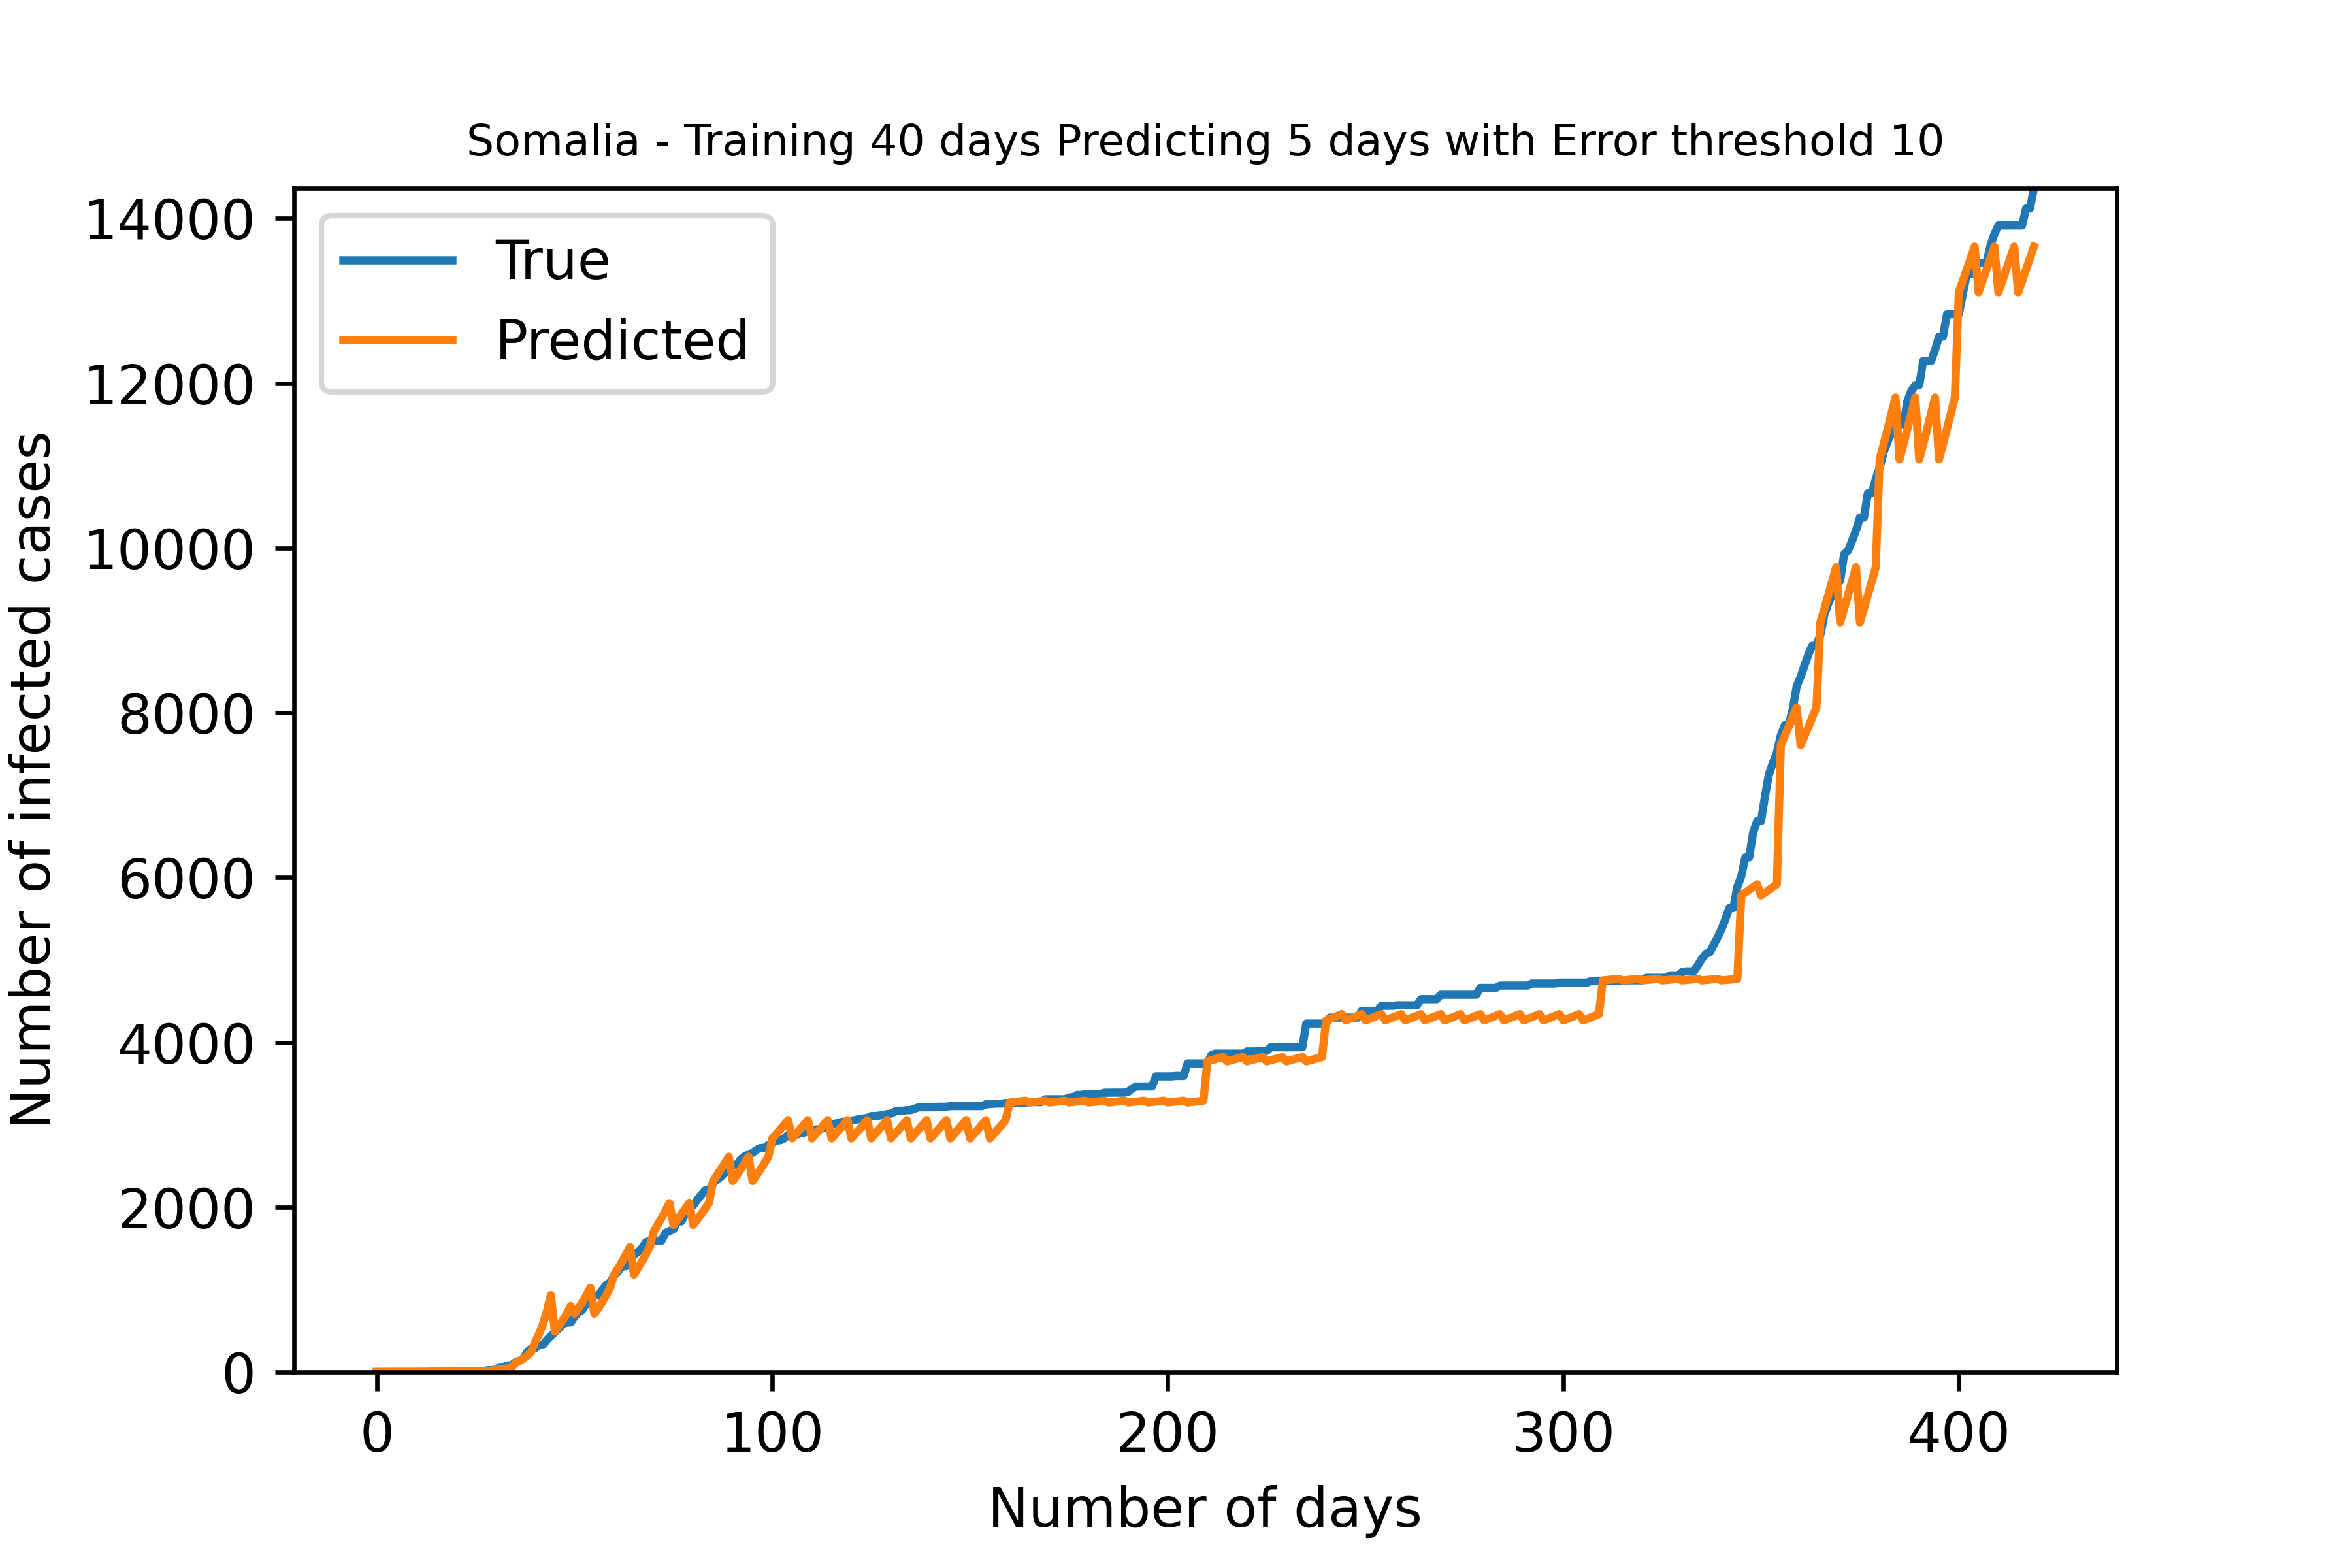 Somalia - Training 40 days Predicting 5 days with Error threshold 10
True
Predicted
14000
12000
10000
8000
6000
4000
2000
0
Number of infected cases
0 100 200 300 400
Number of days